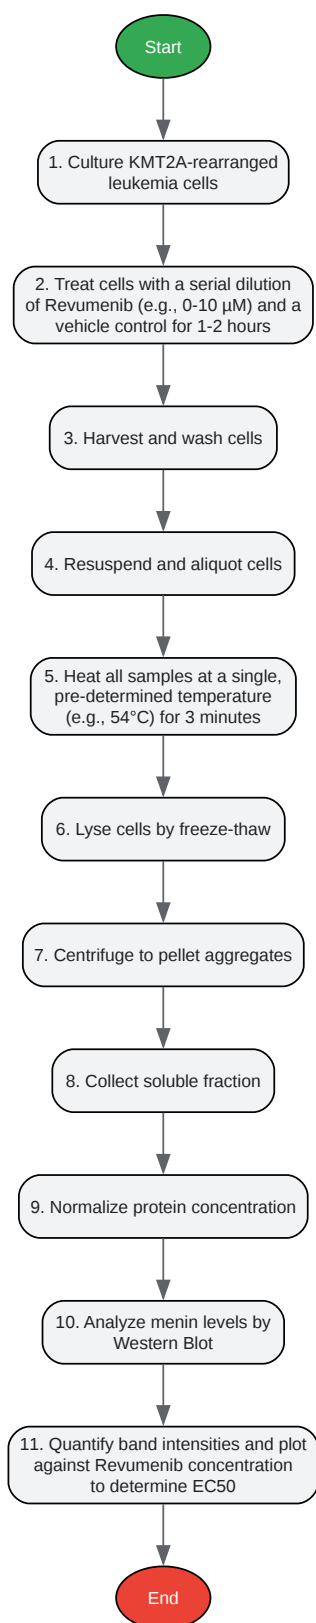 Start
1. Culture KMT2A-rearranged
leukemia cells
2. Treat cells with a serial dilution
of Revumenib (e.g., 0-10 µM) and a
vehicle control for 1-2 hours
3. Harvest and wash cells
4. Resuspend and aliquot cells
5. Heat all samples at a single,
pre-determined temperature
(e.g., 54°C) for 3 minutes
6. Lyse cells by freeze-thaw
7. Centrifuge to pellet aggregates
8. Collect soluble fraction
9. Normalize protein concentration
10. Analyze menin levels by
Western Blot
11. Quantify band intensities and plot
against Revumenib concentration
to determine EC50
End